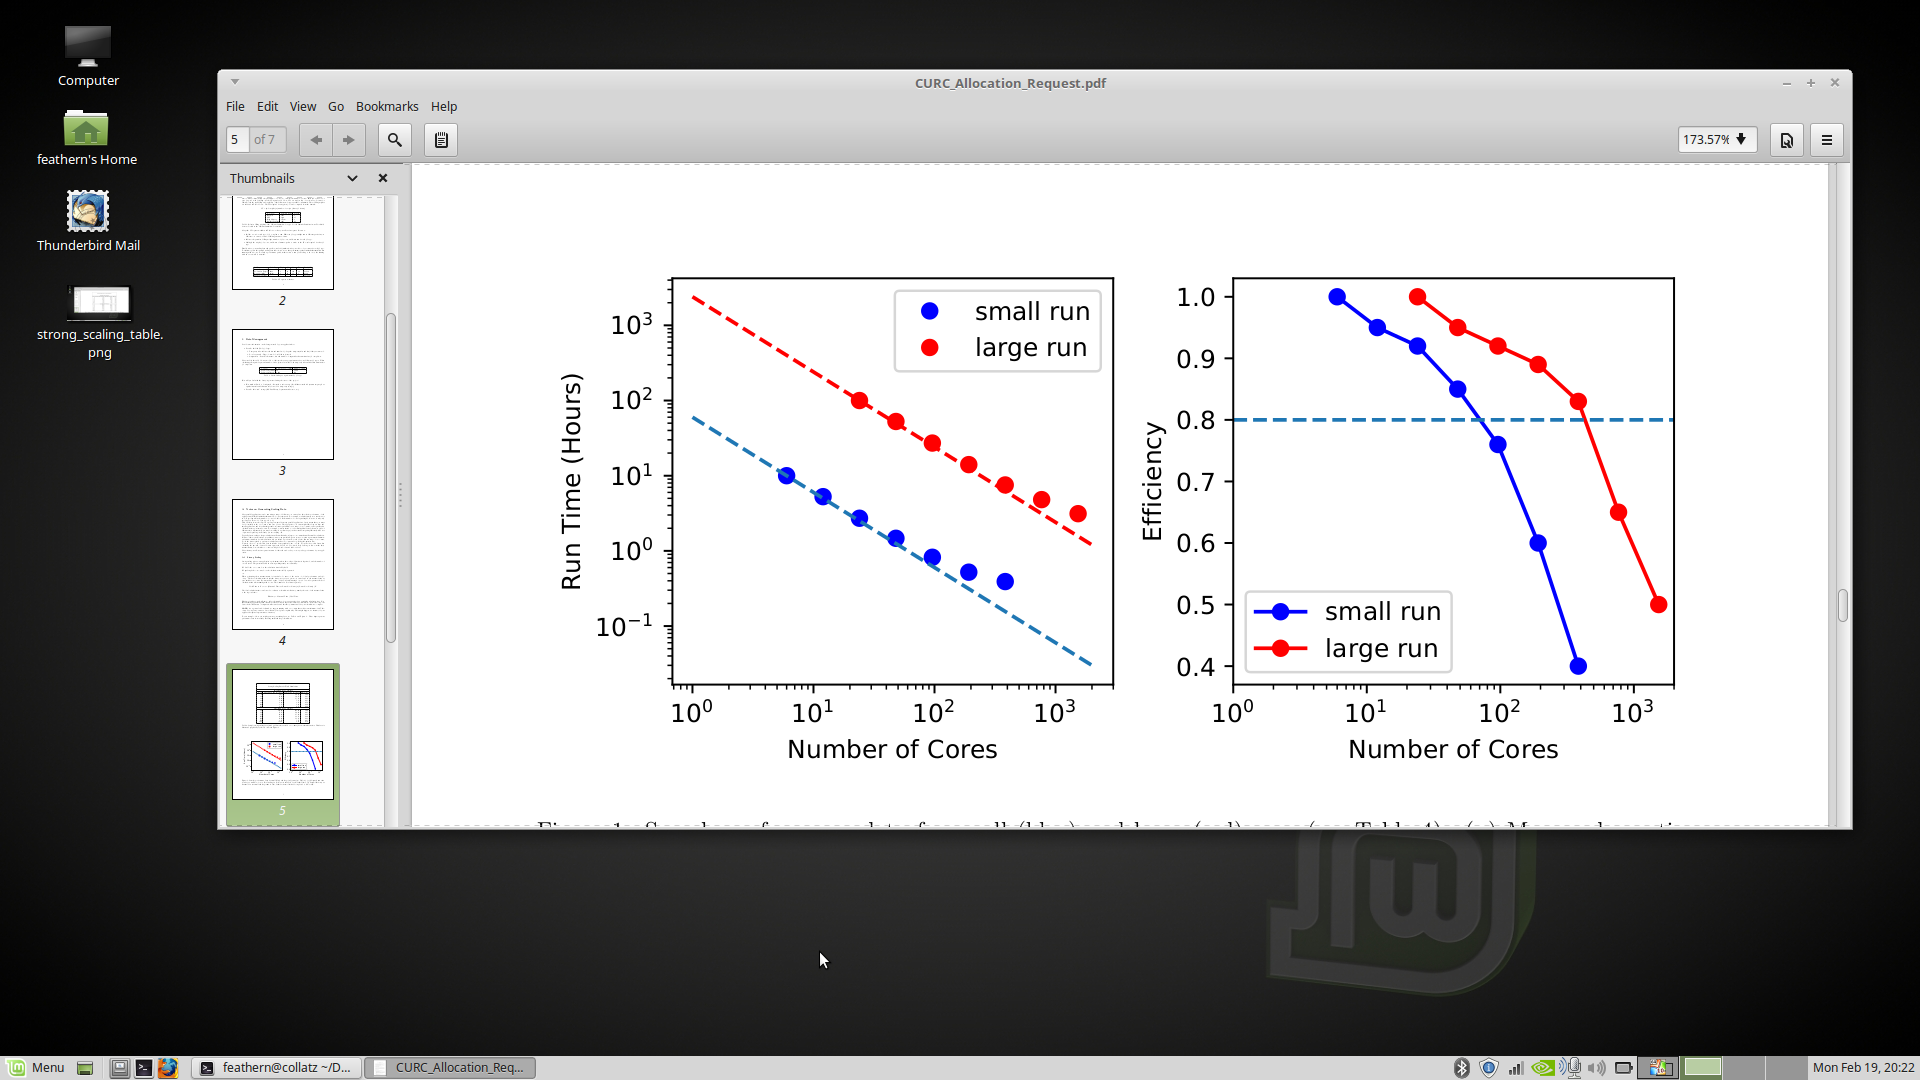 Computer
feathern's Home
Thunderbird Mail
strong_scaling_table.
png
CURC_Allocation_Request.pdf
File Edit View Go Bookmarks Help
5 of 7
173.57%
Thumbnails
2
3
4
5
10³
10²
10¹
10⁰
10⁻¹
Run Time (Hours)
small run
large run
10⁰ 10¹ 10² 10³
Number of Cores
1.0
0.9
0.8
0.7
0.6
0.5
0.4
Efficiency
small run
large run
10⁰ 10¹ 10² 10³
Number of Cores
Menu
feathern@collatz ~/D...
CURC_Allocation_Req...
Mon Feb 19, 20:22